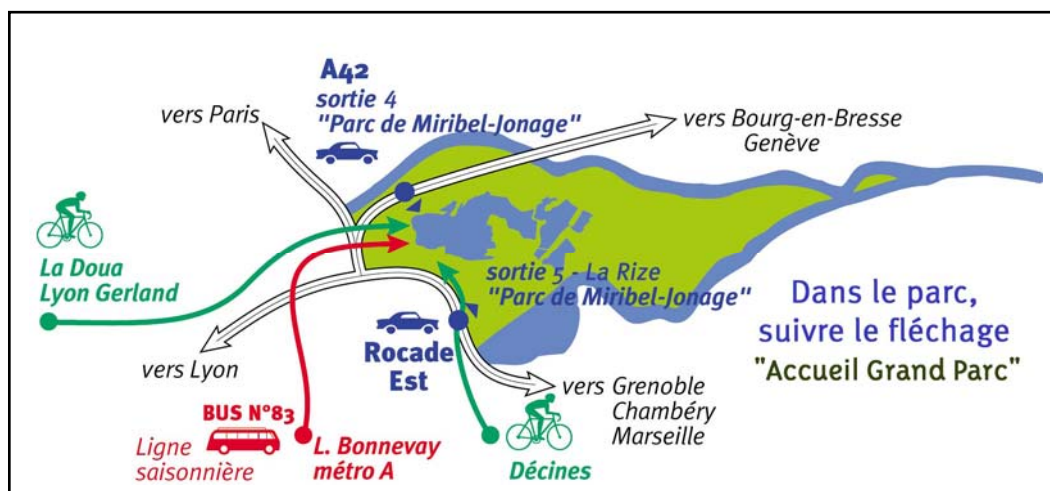 A42
sortie 4
"Parc de Miribel-Jonage"
vers Paris
vers Bourg-en-Bresse
Genève
La Doua
Lyon Gerland
sortie 5 - La Rize
"Parc de Miribel-Jonage"
Dans le parc,
suivre le fléchage
"Accueil Grand Parc"
vers Lyon
Rocade
Est
vers Grenoble
Chambéry
Marseille
BUS N°83
Ligne
saisonnière
L. Bonnevay
métro A
Décines